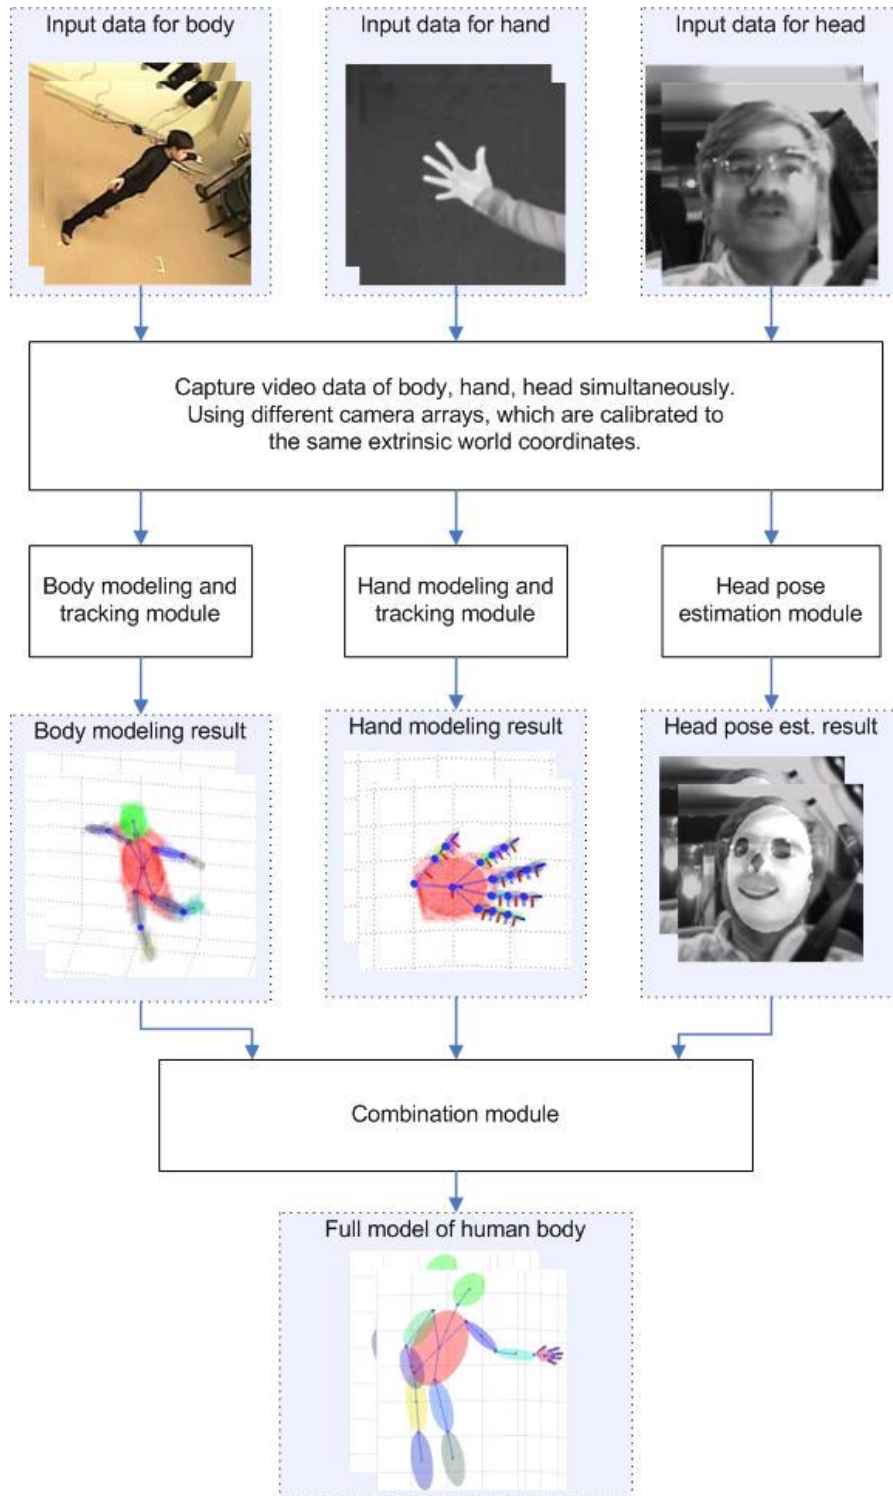 Input data for body
Input data for hand
Input data for head
Capture video data of body, hand, head simultaneously.
Using different camera arrays, which are calibrated to
the same extrinsic world coordinates.
Body modeling and
tracking module
Hand modeling and
tracking module
Head pose
estimation module
Body modeling result
Hand modeling result
Head pose est. result
Combination module
Full model of human body